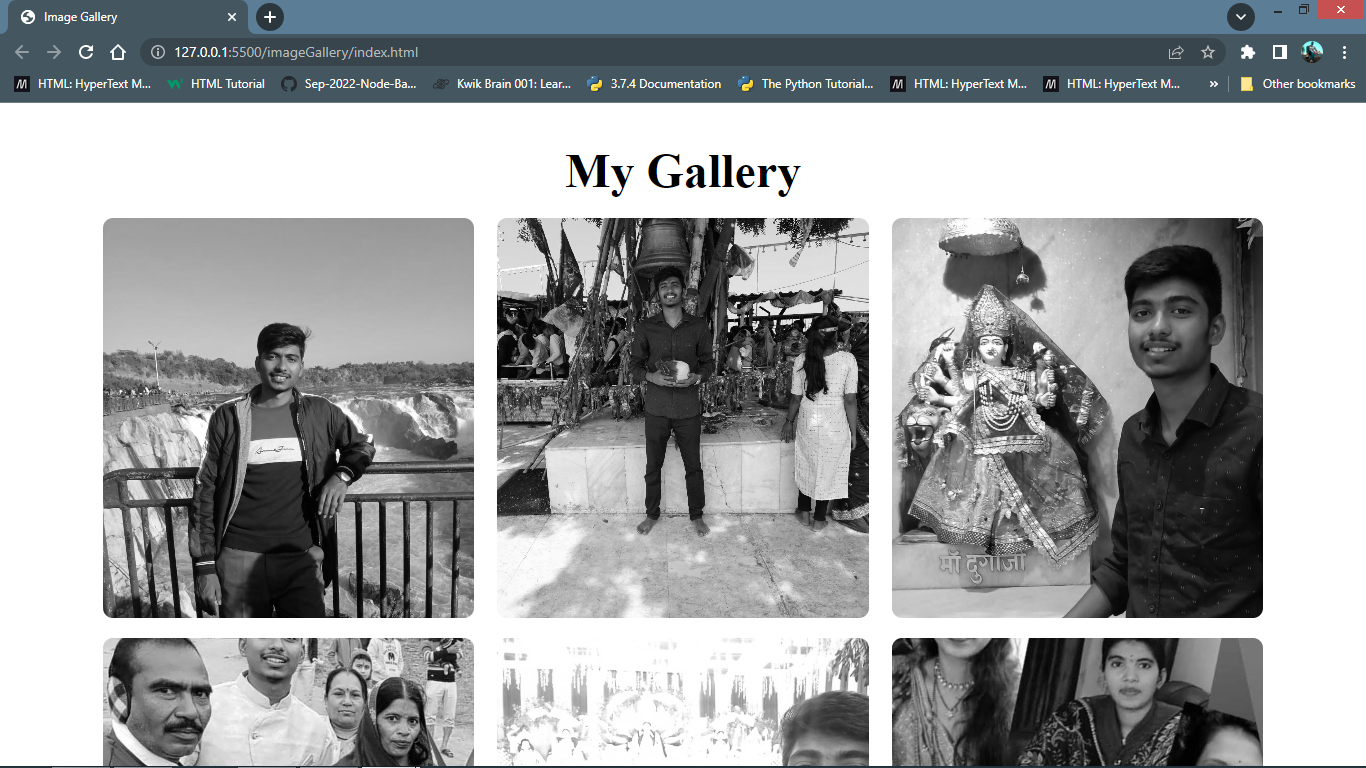 Image Gallery
127.0.0.1:5500/imageGallery/index.html
HTML: HyperText M...
HTML Tutorial
Sep-2022-Node-Ba...
Kwik Brain 001: Lear...
3.7.4 Documentation
The Python Tutorial...
HTML: HyperText M...
HTML: HyperText M...
Other bookmarks
My Gallery
माँ दुर्गाजी